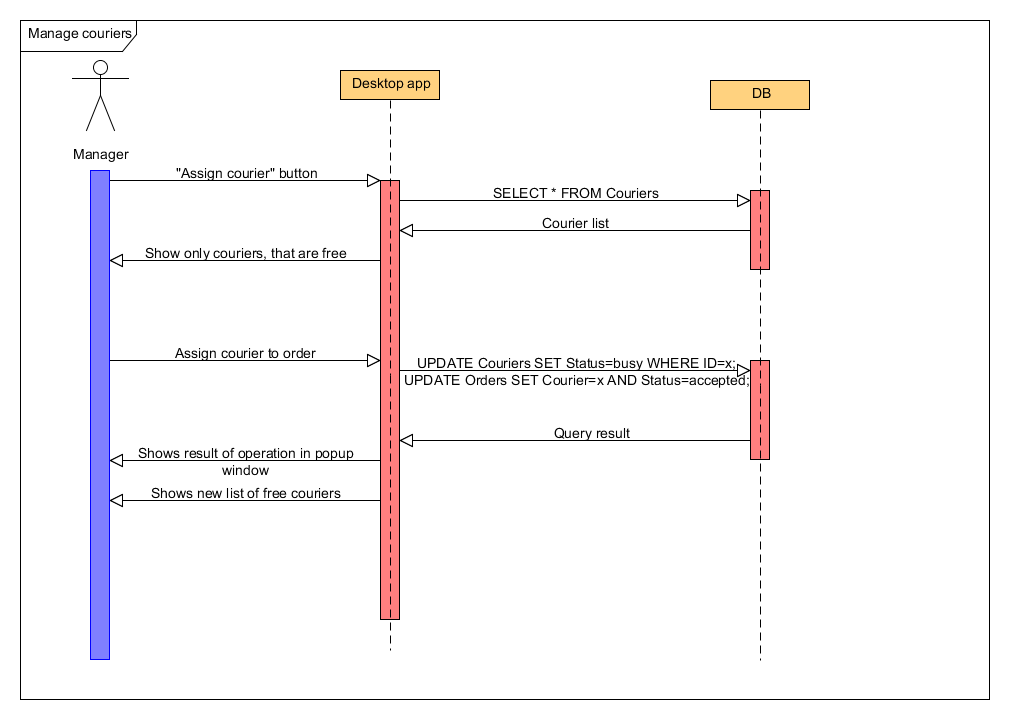 Manage couriers
Desktop app
DB
Manager
"Assign courier" button
SELECT * FROM Couriers
Courier list
Show only couriers, that are free
Assign courier to order
UPDATE Couriers SET Status=busy WHERE ID=x;
UPDATE Orders SET Courier=x AND Status=accepted;
Query result
Shows result of operation in popup
window
Shows new list of free couriers